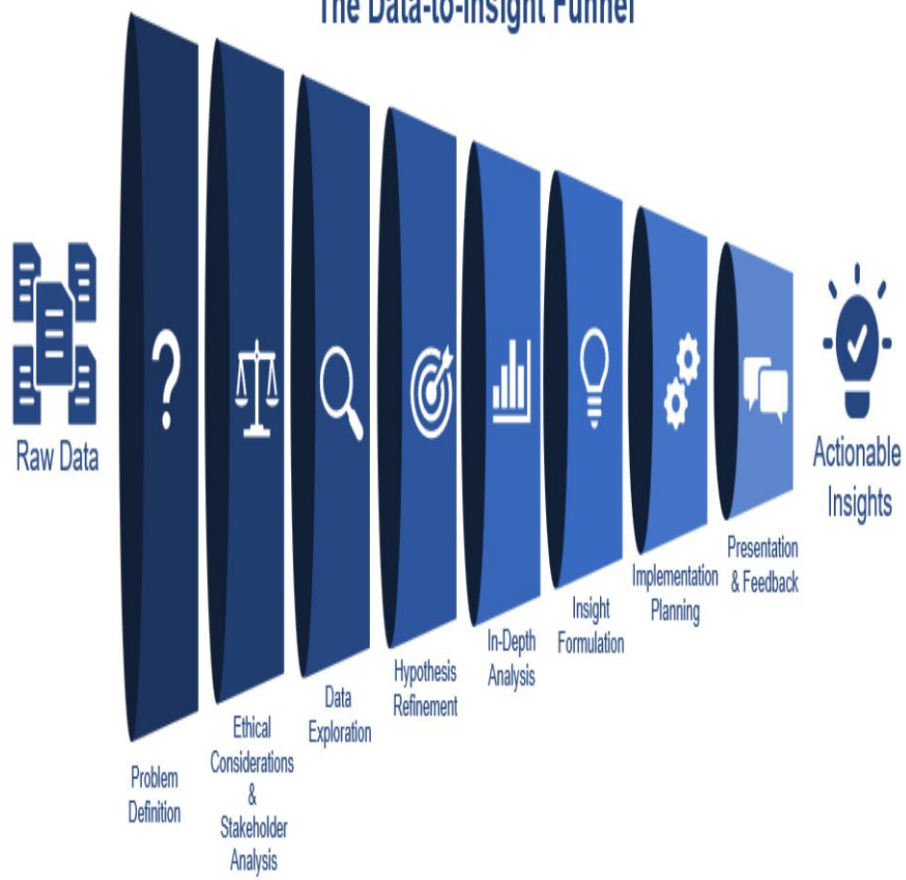 The Data-to-Insight Funnel
Raw Data
Problem
Definition
Ethical
Considerations
&
Stakeholder
Analysis
Data
Exploration
Hypothesis
Refinement
In-Depth
Analysis
Insight
Formulation
Implementation
Planning
Presentation
& Feedback
Actionable
Insights